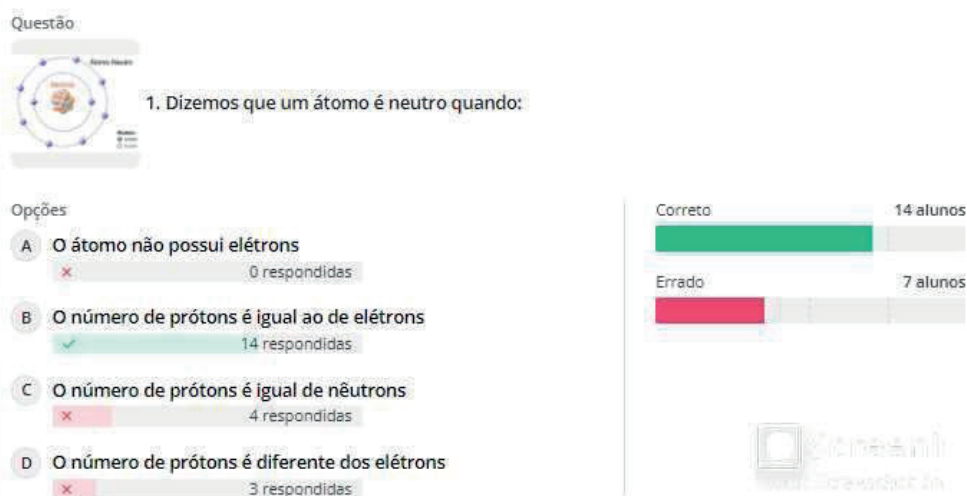 Questão
1. Dizemos que um átomo é neutro quando:
Opções
A O átomo não possui elétrons
0 respondidas
B O número de prótons é igual ao de elétrons
14 respondidas
C O número de prótons é igual de nêutrons
4 respondidas
D O número de prótons é diferente dos elétrons
3 respondidas
Correto 14 alunos
Errado 7 alunos